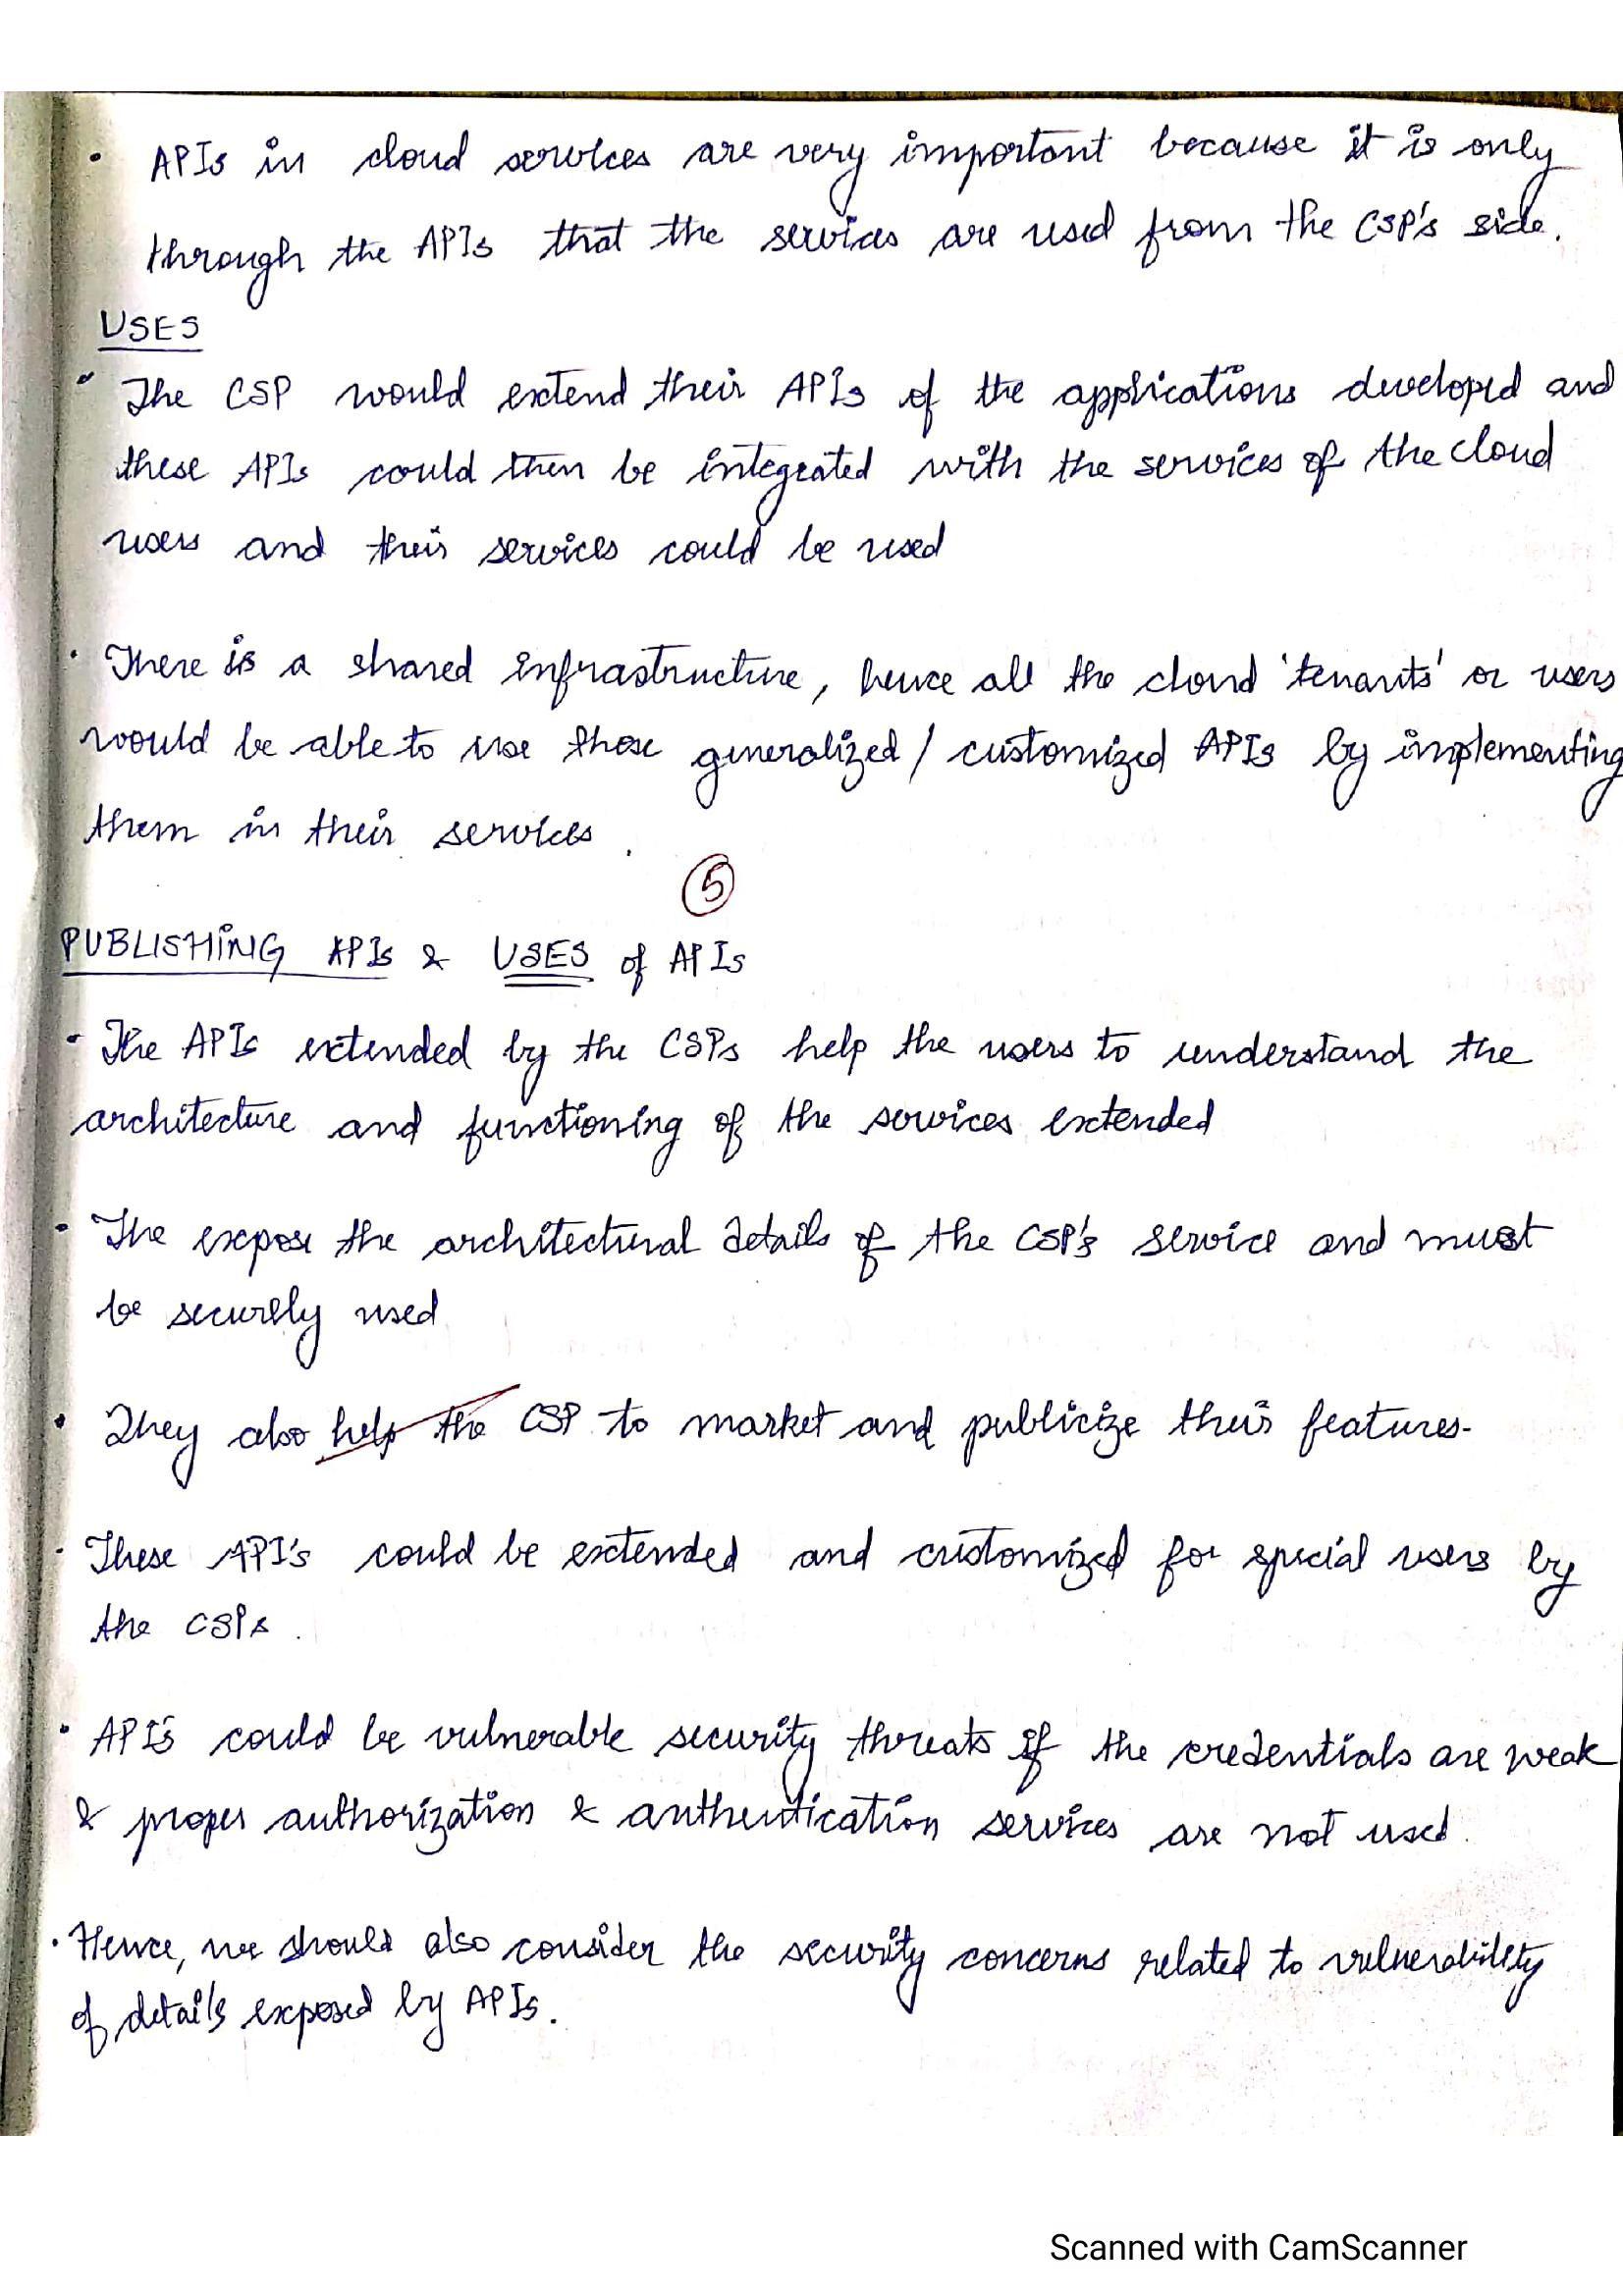 • APIs in cloud services are very important because it is only
through the APIs that the services are used from the CSP's side.
USES
• The CSP would extend their APIs of the applications developed and
these APIs could then be integrated with the services of the cloud
users and their services could be used
• There is a shared infrastructure, hence all the cloud 'tenants' or users
would be able to use these generalized / customized APIs by implementing
them in their services.
5
PUBLISHING APIs & USES of APIs
• The APIs extended by the CSPs help the users to understand the
architecture and functioning of the services extended
• The expose the architectural details of the CSP's service and must
be securely used
• They also help the CSP to market and publicize their features.
• These API's could be extended and customized for special users by
the CSPs.
• API's could be vulnerable security threats if the credentials are weak
& proper authorization & authentication services are not used.
• Hence, we should also consider the security concerns related to vulnerability
of details exposed by APIs.
Scanned with CamScanner